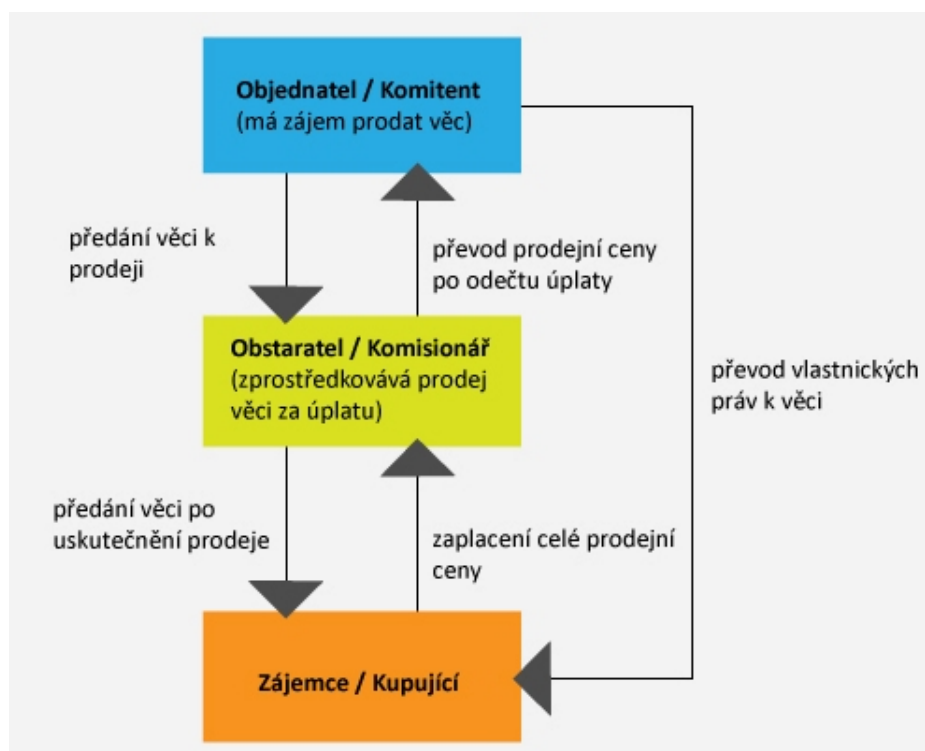 Objednatel / Komitent
(má zájem prodat věc)
předání věci k
prodeji
převod prodejní ceny
po odečtu úplaty
Obstaratel / Komisionář
(zprostředkovává prodej
věci za úplatu)
převod vlastnických
práv k věci
předání věci po
uskutečnění prodeje
zaplacení celé prodejní
ceny
Zájemce / Kupující